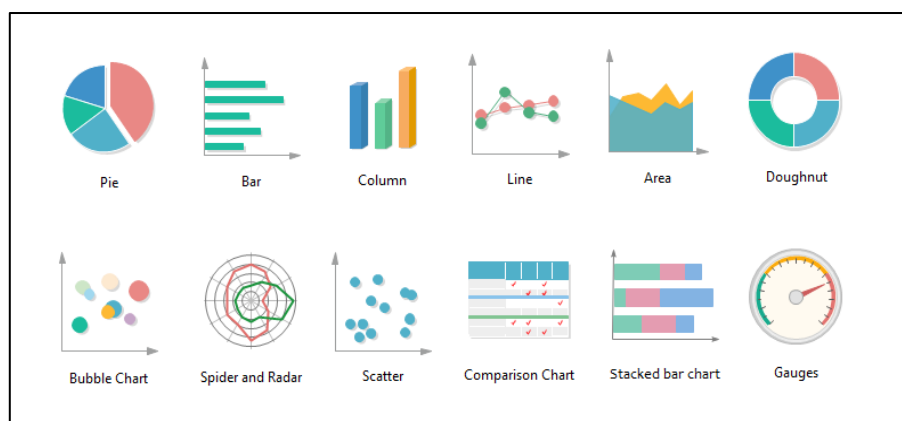 Pie
Bar
Column
Line
Area
Doughnut
Bubble Chart
Spider and Radar
Scatter
Comparison Chart
Stacked bar chart
Gauges